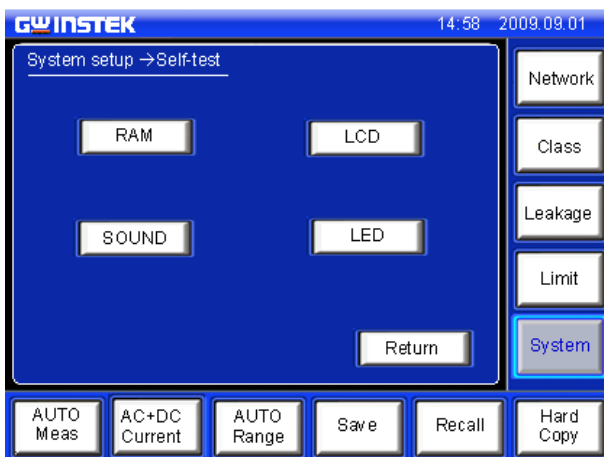 GWINSTEK 14:58 2009.09.01
System setup →Self-test
RAM
LCD
SOUND
LED
Return
Network
Class
Leakage
Limit
System
AUTO
Meas
AC+DC
Current
AUTO
Range
Save
Recall
Hard
Copy